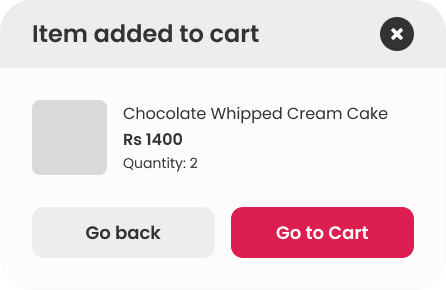 Item added to cart
Chocolate Whipped Cream Cake
Rs 1400
Quantity: 2
Go back
Go to Cart